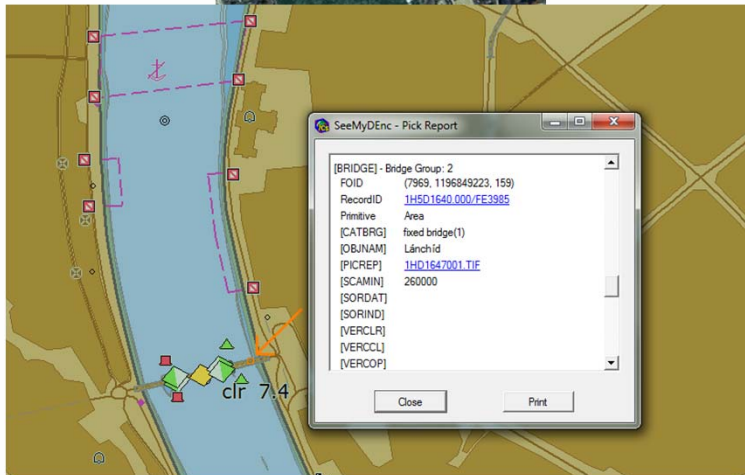 SeeMyDEnc - Pick Report
[BRIDGE] - Bridge Group: 2
FOID (7969, 1196849223, 159)
RecordID 1H5D1640.000/FE3985
Primitive Area
[CATBRG] fixed bridge(1)
[OBJNAM] Lánchíd
[PICREP] 1HD1647001.TIF
[SCAMIN] 260000
[SORDAT]
[SORIND]
[VERCLR]
[VERCCL]
[VERCOP]
Close Print
clr 7.4